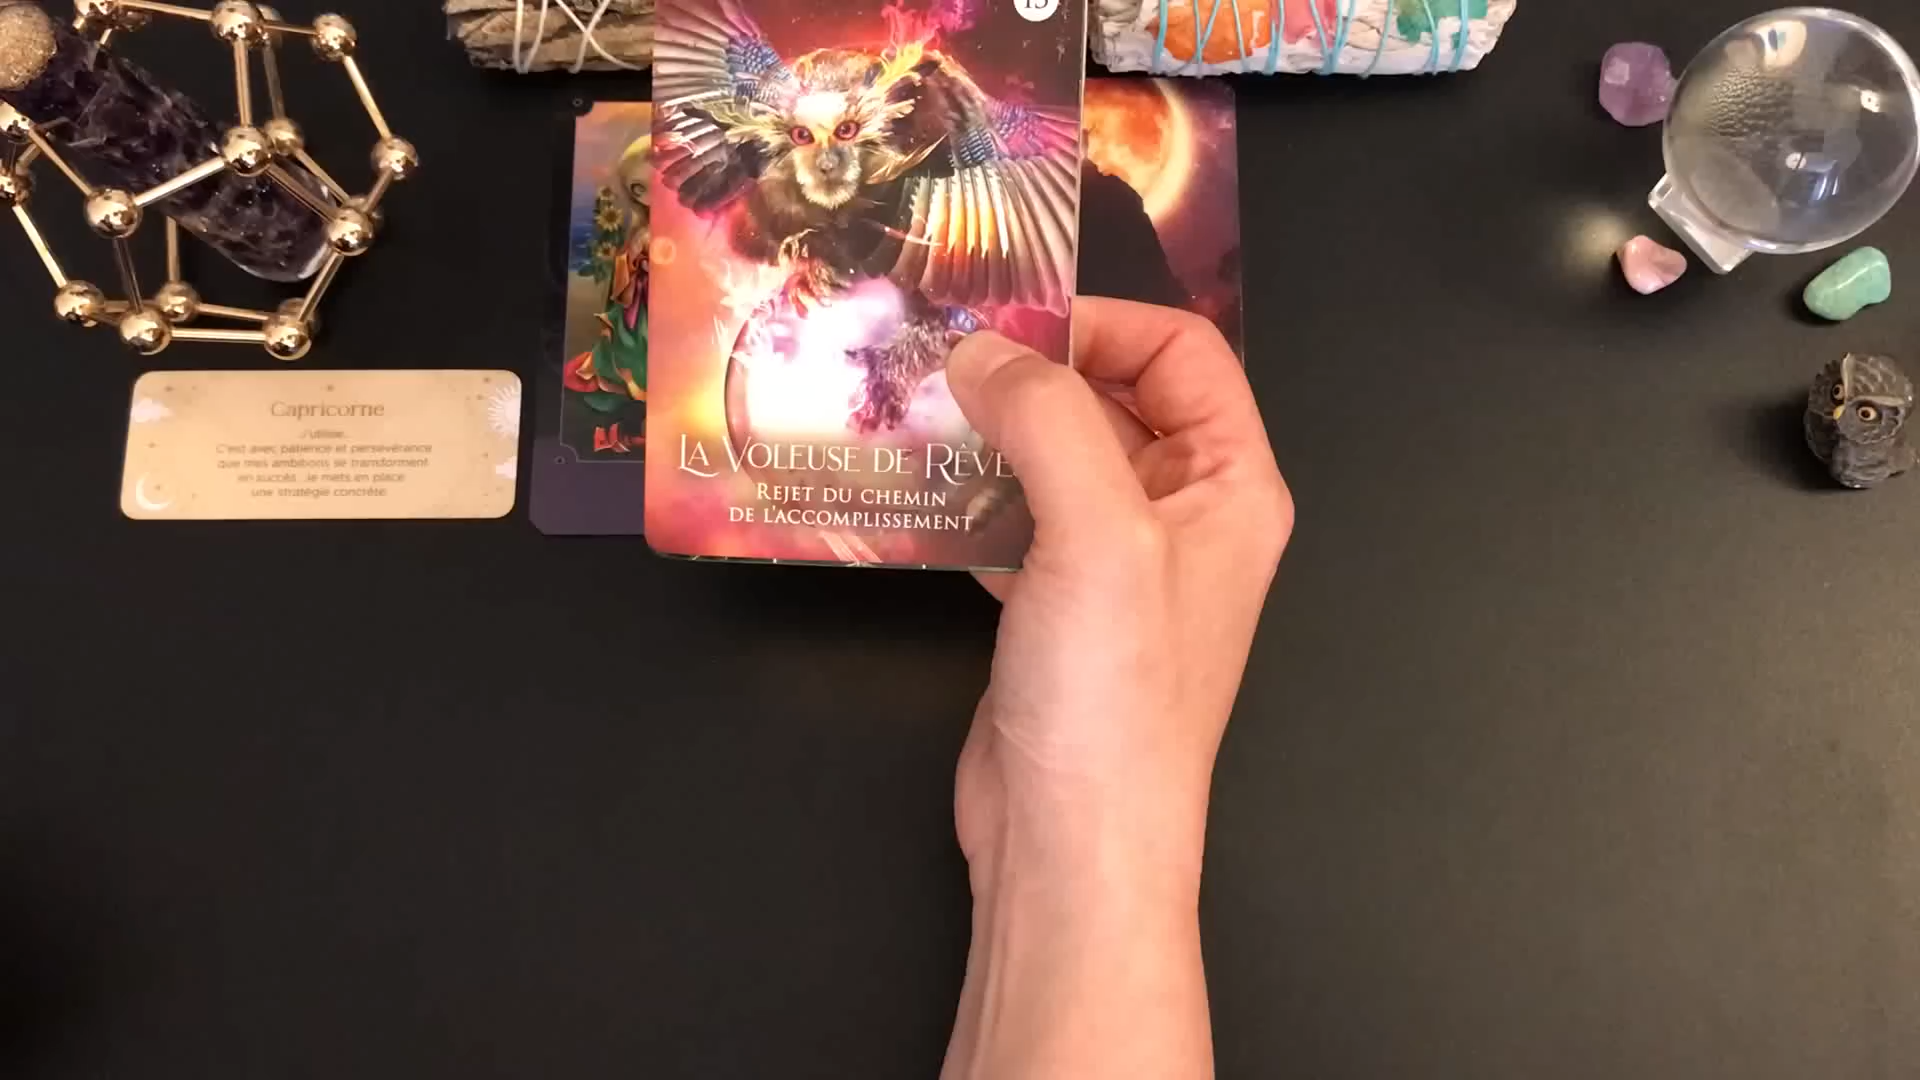 LA VOLEUSE DE RÊVE
REJET DU CHEMIN
DE L'ACCOMPLISSEMENT
Capricorne
J'utilise...
C'est avec patience et persévérance
que mes ambitions se transforment
en succès. Je mets en place
une stratégie concrète.